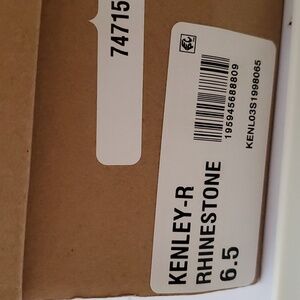 74715
KENLEY-R
RHINESTONE
6.5
195945688809
KENL03S1998065